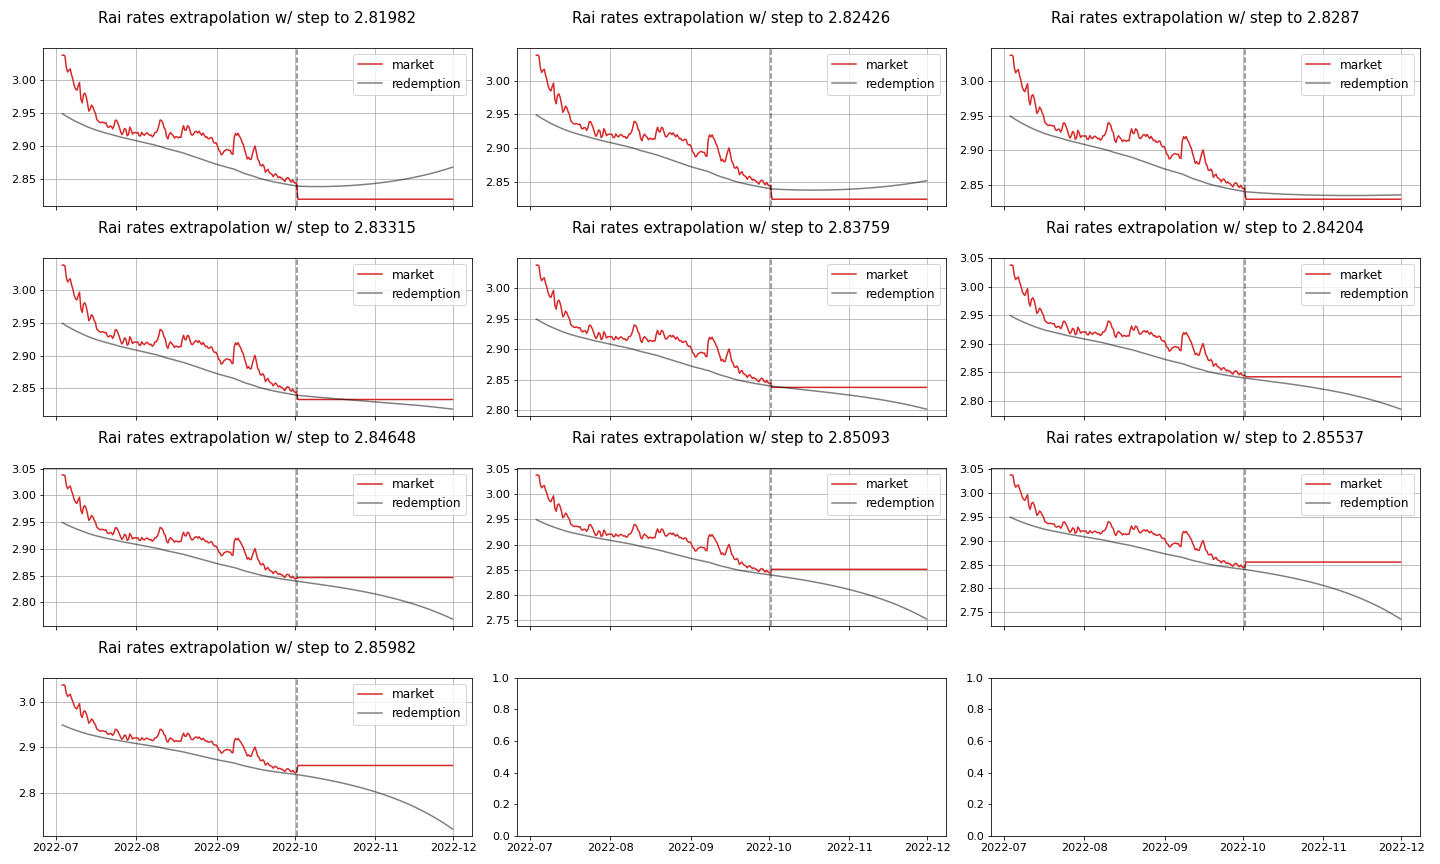 Rai rates extrapolation w/ step to 2.81982
Rai rates extrapolation w/ step to 2.82426
Rai rates extrapolation w/ step to 2.8287
market
redemption
3.00
2.95
2.90
2.85
market
redemption
3.00
2.95
2.90
2.85
market
redemption
3.00
2.95
2.90
2.85
Rai rates extrapolation w/ step to 2.83315
Rai rates extrapolation w/ step to 2.83759
Rai rates extrapolation w/ step to 2.84204
market
redemption
3.00
2.95
2.90
2.85
market
redemption
3.00
2.95
2.90
2.85
2.80
market
redemption
3.05
3.00
2.95
2.90
2.85
2.80
Rai rates extrapolation w/ step to 2.84648
Rai rates extrapolation w/ step to 2.85093
Rai rates extrapolation w/ step to 2.85537
market
redemption
3.05
3.00
2.95
2.90
2.85
2.80
market
redemption
3.05
3.00
2.95
2.90
2.85
2.80
2.75
market
redemption
3.05
3.00
2.95
2.90
2.85
2.80
2.75
Rai rates extrapolation w/ step to 2.85982
market
redemption
3.0
2.9
2.8
2022-07 2022-08 2022-09 2022-10 2022-11 2022-12
1.0
0.8
0.6
0.4
0.2
0.0
2022-07 2022-08 2022-09 2022-10 2022-11 2022-12
1.0
0.8
0.6
0.4
0.2
0.0
2022-07 2022-08 2022-09 2022-10 2022-11 2022-12